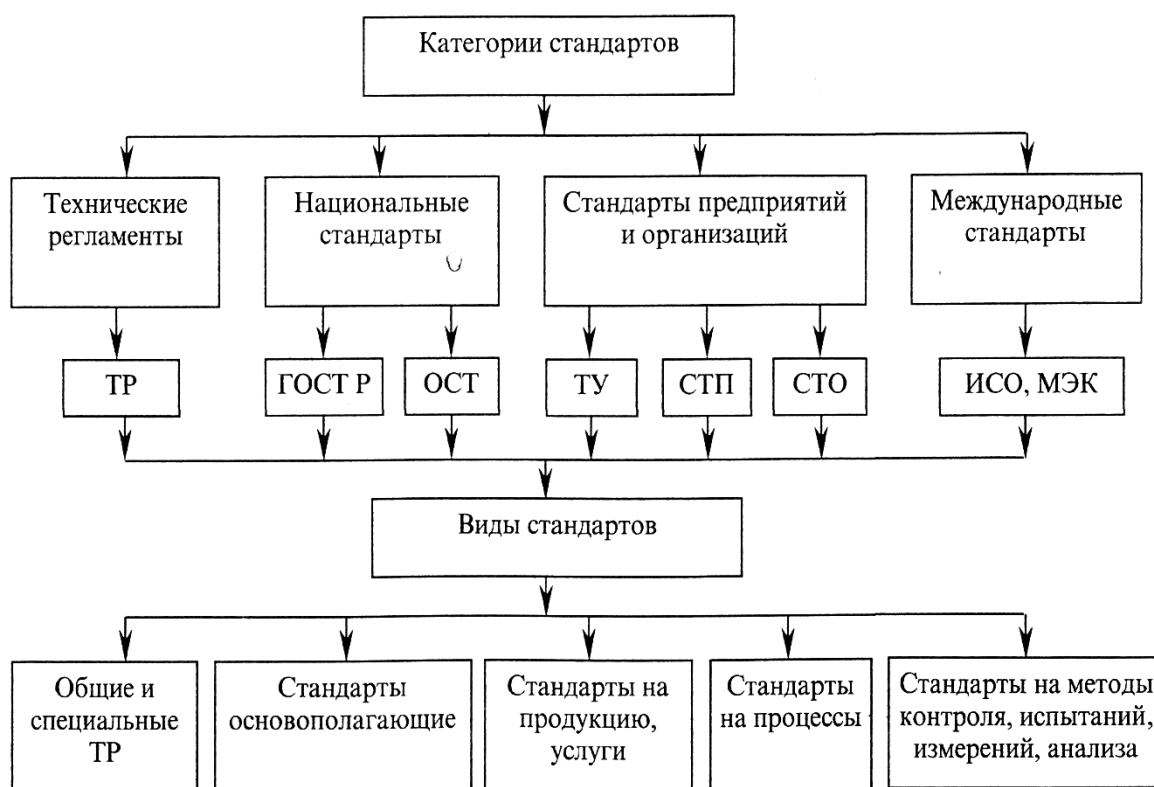 Категории стандартов
Технические
регламенты
Национальные
стандарты
Стандарты предприятий
и организаций
Международные
стандарты
ТР
ГОСТ Р
ОСТ
ТУ
СТП
СТО
ИСО, МЭК
Виды стандартов
Общие и
специальные
ТР
Стандарты
основополагающие
Стандарты на
продукцию,
услуги
Стандарты
на процессы
Стандарты на методы
контроля, испытаний,
измерений, анализа